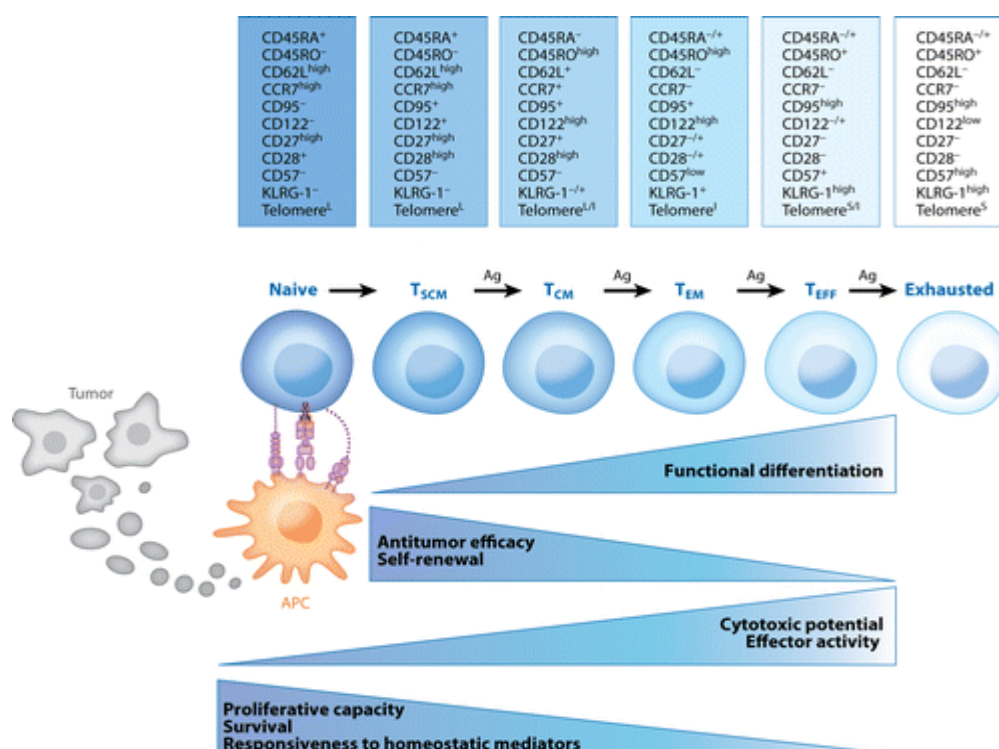 CD45RA⁺
CD45RO⁻
CD62Lʰⁱᵍʰ
CCR7ʰⁱᵍʰ
CD95⁻
CD122⁻
CD27ʰⁱᵍʰ
CD28⁺
CD57⁻
KLRG-1⁻
Telomereᴸ
CD45RA⁺
CD45RO⁻
CD62Lʰⁱᵍʰ
CCR7ʰⁱᵍʰ
CD95⁺
CD122⁺
CD27ʰⁱᵍʰ
CD28ʰⁱᵍʰ
CD57⁻
KLRG-1⁻
Telomereᴸ
CD45RA⁻
CD45ROʰⁱᵍʰ
CD62L⁺
CCR7⁺
CD95⁺
CD122ʰⁱᵍʰ
CD27⁺
CD28ʰⁱᵍʰ
CD57⁻
KLRG-1⁻/⁺
Telomereᴸ/ᴵ
CD45RA⁻/⁺
CD45ROʰⁱᵍʰ
CD62L⁻
CCR7⁻
CD95⁺
CD122ʰⁱᵍʰ
CD27⁻/⁺
CD28⁻/⁺
CD57ˡᵒʷ
KLRG-1⁺
Telomereᴵ
CD45RA⁻/⁺
CD45RO⁺
CD62L⁻
CCR7⁻
CD95ʰⁱᵍʰ
CD122⁻/⁺
CD27⁻
CD28⁻
CD57⁺
KLRG-1ʰⁱᵍʰ
Telomereˢ/ᴵ
CD45RA⁻/⁺
CD45RO⁺
CD62L⁻
CCR7⁻
CD95ʰⁱᵍʰ
CD122ˡᵒʷ
CD27⁻
CD28⁻
CD57ʰⁱᵍʰ
KLRG-1ʰⁱᵍʰ
Telomereˢ
Naive TSCM Ag TCM Ag TEM Ag TEFF Ag Exhausted
Tumor
APC
Functional differentiation
Antitumor efficacy
Self-renewal
Cytotoxic potential
Effector activity
Proliferative capacity
Survival
Responsiveness to homeostatic mediators